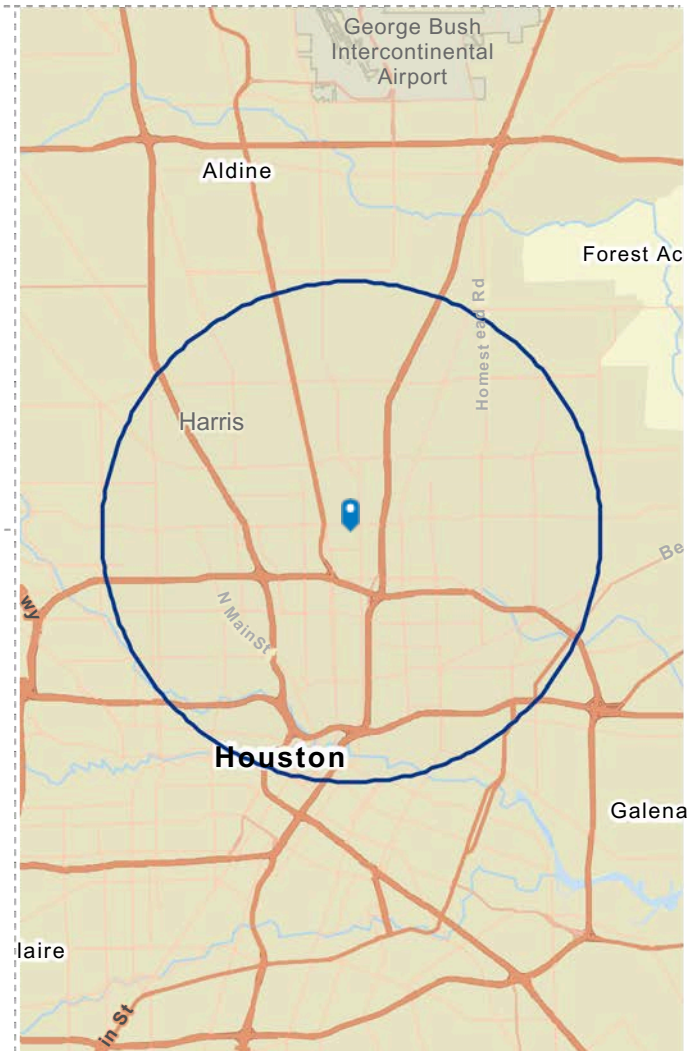 George Bush
Intercontinental
Airport
Aldine
Forest Ac
Homestead Rd
Harris
Be
wy
N Main St
Houston
Galena
laire
in St